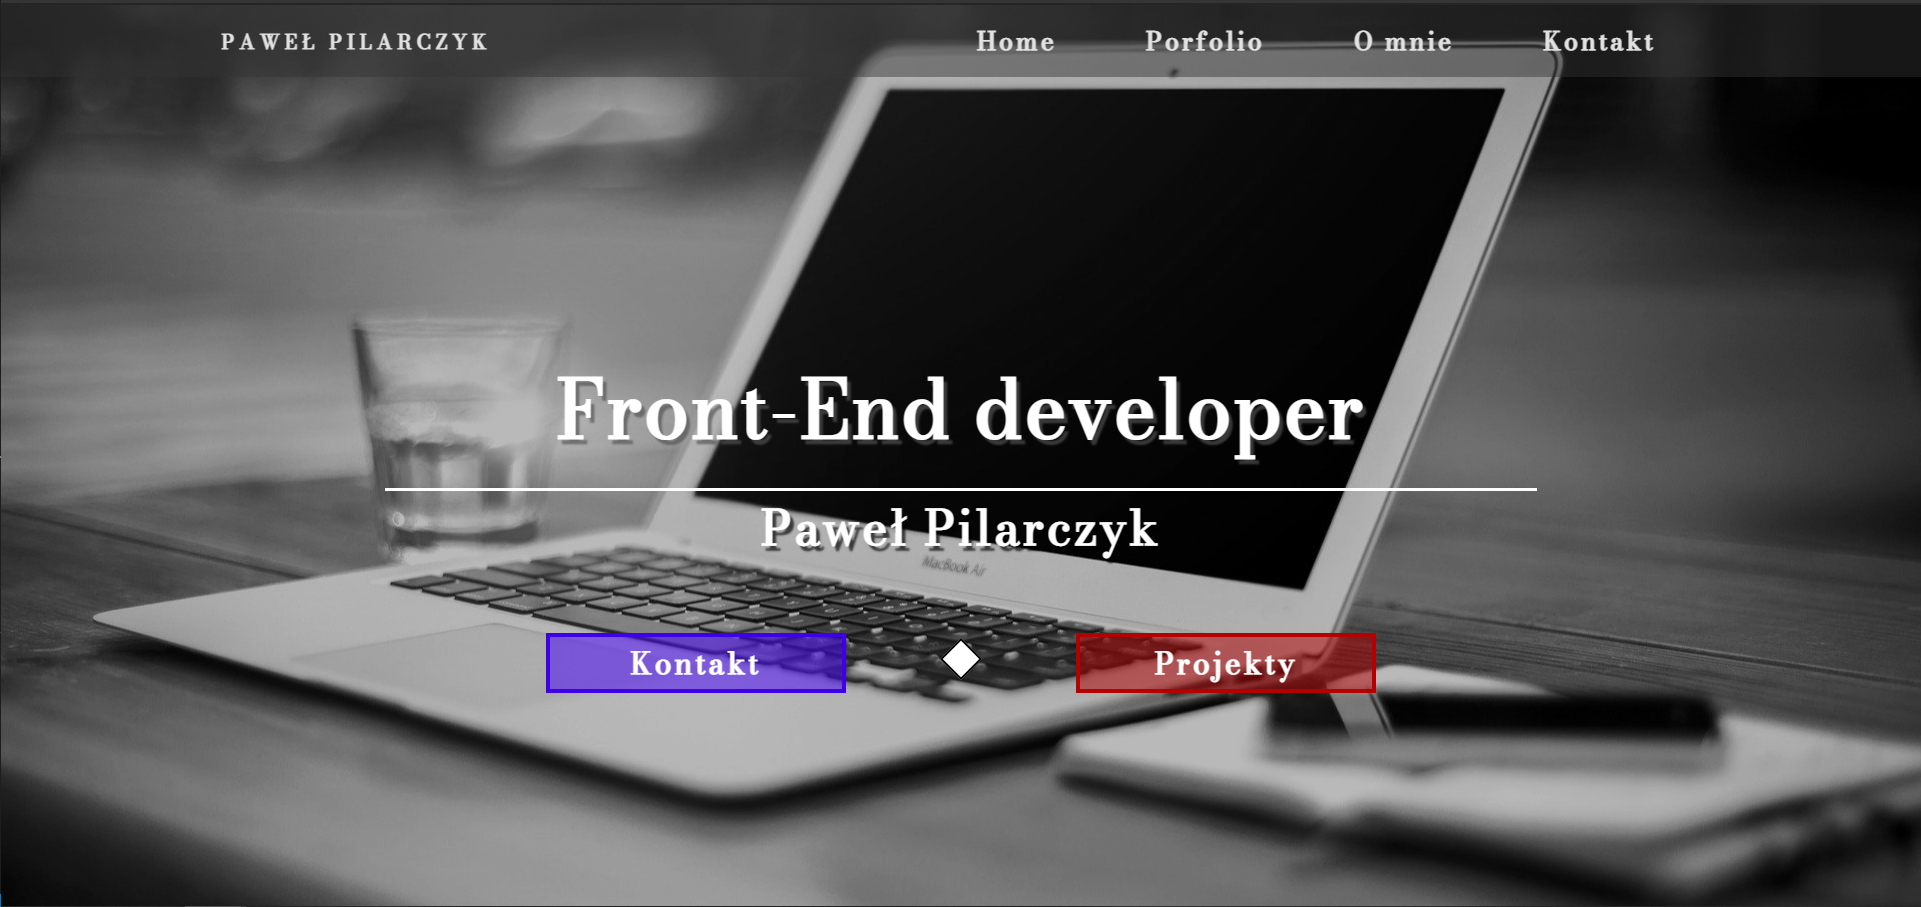 PAWEŁ PILARCZYK
Home Porfolio O mnie Kontakt
Front-End developer
Paweł Pilarczyk
MacBook Air
Kontakt Projekty